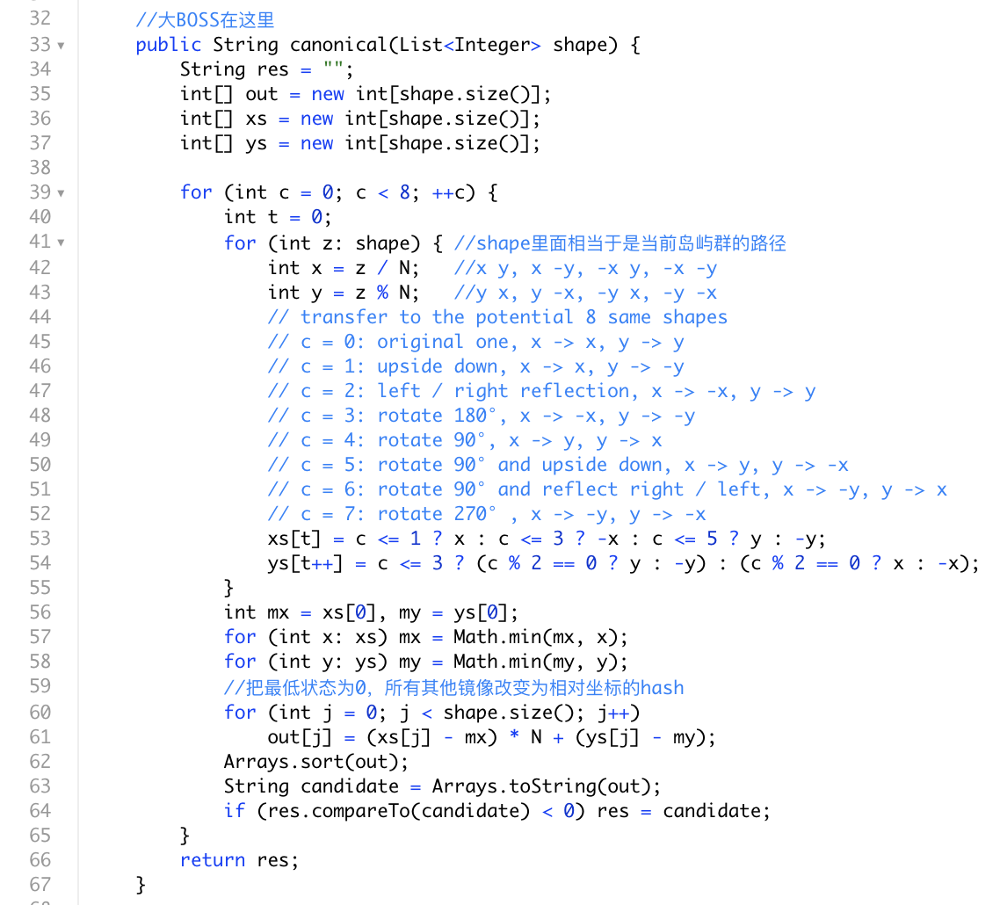 32 //大BOSS在这里
33 ▼ public String canonical(List<Integer> shape) {
34 String res = "";
35 int[] out = new int[shape.size()];
36 int[] xs = new int[shape.size()];
37 int[] ys = new int[shape.size()];
38
39 ▼ for (int c = 0; c < 8; ++c) {
40 int t = 0;
41 ▼ for (int z: shape) { //shape里面相当于是当前岛屿群的路径
42 int x = z / N; //x y, x -y, -x y, -x -y
43 int y = z % N; //y x, y -x, -y x, -y -x
44 // transfer to the potential 8 same shapes
45 // c = 0: original one, x -> x, y -> y
46 // c = 1: upside down, x -> x, y -> -y
47 // c = 2: left / right reflection, x -> -x, y -> y
48 // c = 3: rotate 180°, x -> -x, y -> -y
49 // c = 4: rotate 90°, x -> y, y -> x
50 // c = 5: rotate 90° and upside down, x -> y, y -> -x
51 // c = 6: rotate 90° and reflect right / left, x -> -y, y -> x
52 // c = 7: rotate 270° , x -> -y, y -> -x
53 xs[t] = c <= 1 ? x : c <= 3 ? -x : c <= 5 ? y : -y;
54 ys[t++] = c <= 3 ? (c % 2 == 0 ? y : -y) : (c % 2 == 0 ? x : -x);
55 }
56 int mx = xs[0], my = ys[0];
57 for (int x: xs) mx = Math.min(mx, x);
58 for (int y: ys) my = Math.min(my, y);
59 //把最低状态为0，所有其他镜像改变为相对坐标的hash
60 for (int j = 0; j < shape.size(); j++)
61 out[j] = (xs[j] - mx) * N + (ys[j] - my);
62 Arrays.sort(out);
63 String candidate = Arrays.toString(out);
64 if (res.compareTo(candidate) < 0) res = candidate;
65 }
66 return res;
67 }